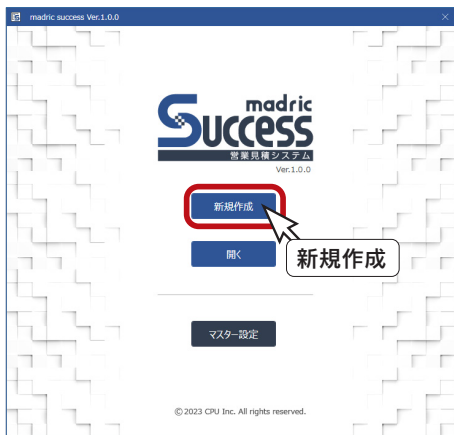 madric success Ver.1.0.0
madric
Success
営業見積システム
Ver.1.0.0
新規作成
開く
新規作成
マスター設定
© 2023 CPU Inc. All rights reserved.